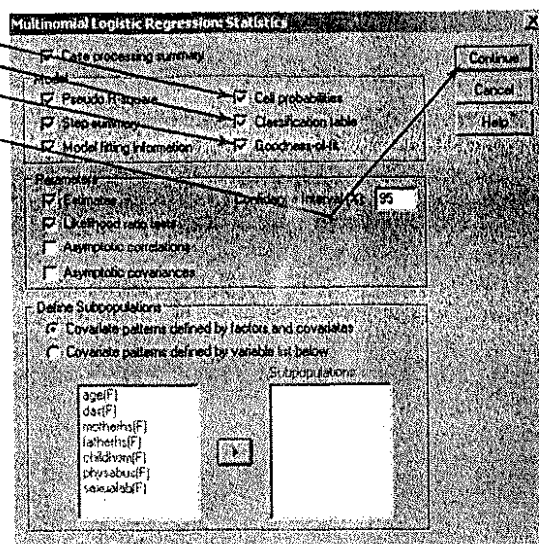 Multinomial Logistic Regression: Statistics
Case processing summary
Model
Pseudo R-square
Cell probabilities
Step summary
Classification table
Model fitting information
Goodness-of-fit
Parameters
Estimates
Confidence Interval (%): 95
Likelihood ratio tests
Asymptotic correlations
Asymptotic covariances
Define Subpopulations
Covariate patterns defined by factors and covariates
Covariate patterns defined by variable list below
Subpopulations:
age(F)
motherhs(F)
fatherhs(F)
physabus(F)
sexualab(F)
Continue
Cancel
Help